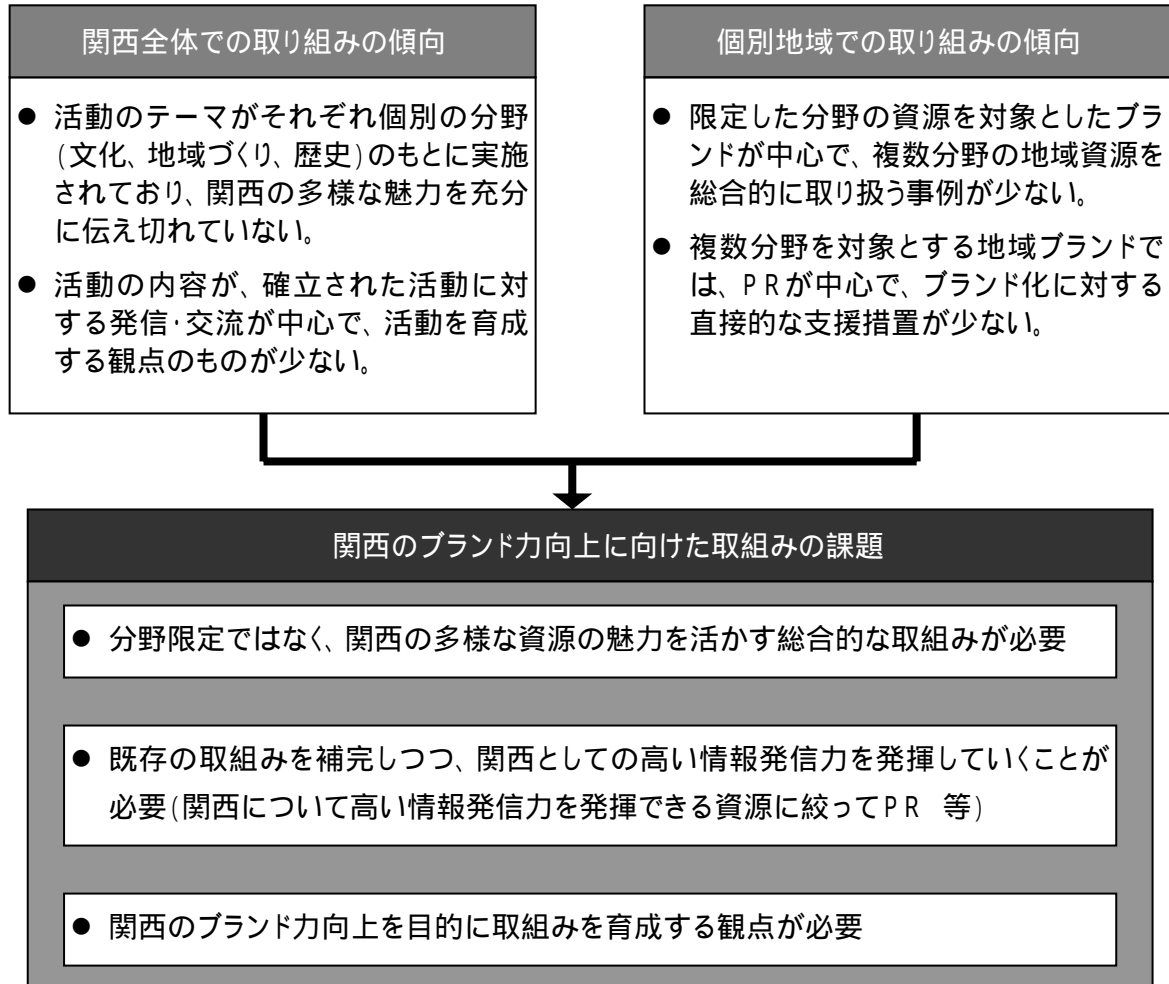 関西全体での取り組みの傾向
● 活動のテーマがそれぞれ個別の分野
(文化、地域づくり、歴史)のもとに実施
されており、関西の多様な魅力を充分
に伝え切れていない。
● 活動の内容が、確立された活動に対
する発信・交流が中心で、活動を育成
する観点のものが少ない。
個別地域での取り組みの傾向
● 限定した分野の資源を対象としたブラ
ンドが中心で、複数分野の地域資源を
総合的に取り扱う事例が少ない。
● 複数分野を対象とする地域ブランドで
は、PRが中心で、ブランド化に対する
直接的な支援措置が少ない。
関西のブランド力向上に向けた取組みの課題
● 分野限定ではなく、関西の多様な資源の魅力を活かす総合的な取組みが必要
● 既存の取組みを補完しつつ、関西としての高い情報発信力を発揮していくことが
必要(関西について高い情報発信力を発揮できる資源に絞ってPR 等)
● 関西のブランド力向上を目的に取組みを育成する観点が必要